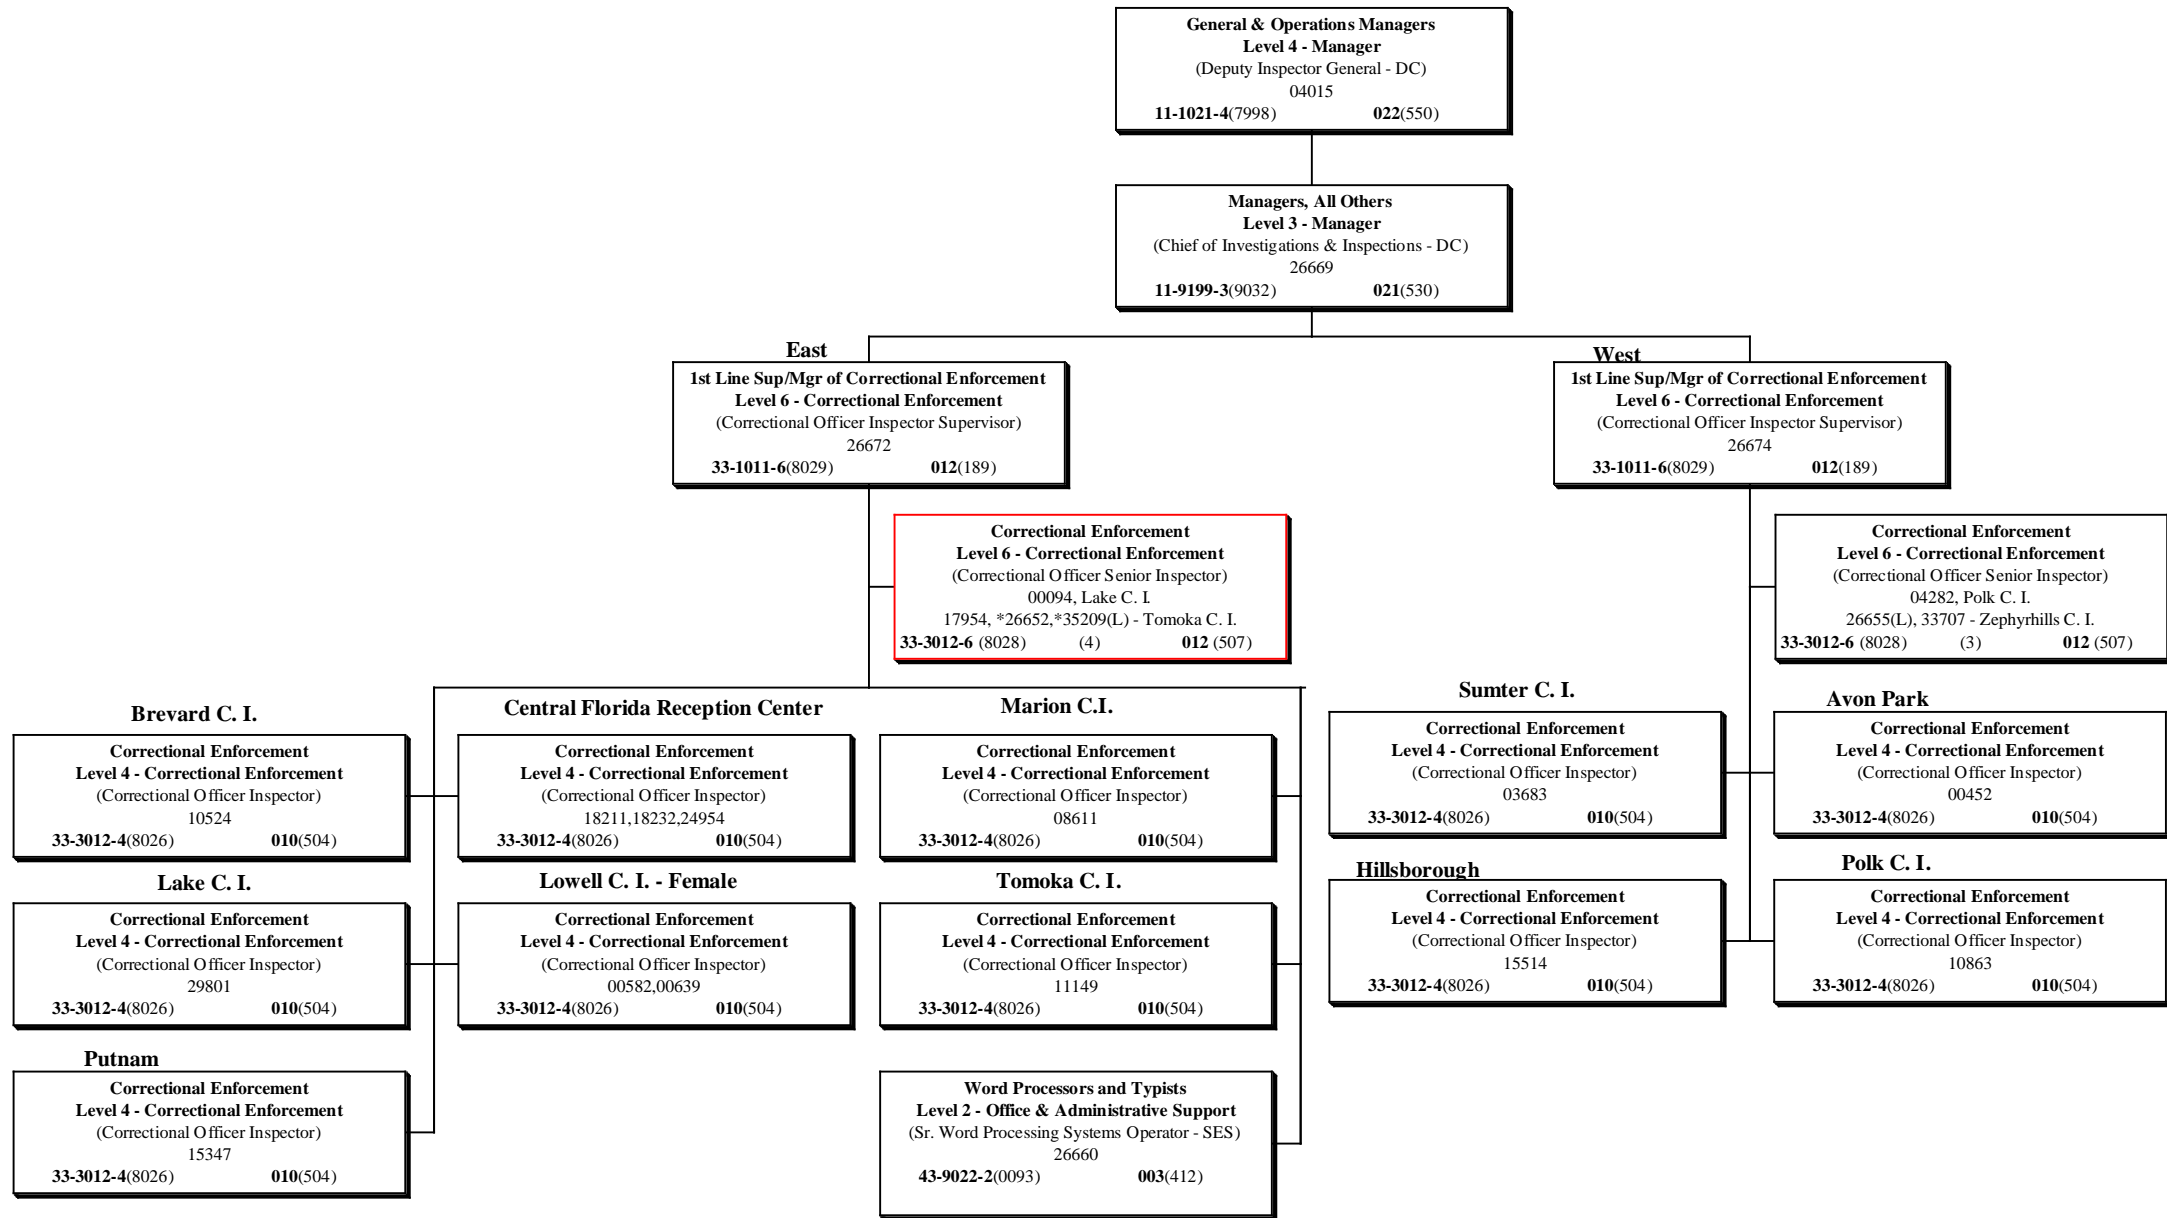 General & Operations Managers
Level 4 - Manager
(Deputy Inspector General - DC)
04015
11-1021-4(7998) 022(550)
Managers, All Others
Level 3 - Manager
(Chief of Investigations & Inspections - DC)
26669
11-9199-3(9032) 021(530)
East
1st Line Sup/Mgr of Correctional Enforcement
Level 6 - Correctional Enforcement
(Correctional Officer Inspector Supervisor)
26672
33-1011-6(8029) 012(189)
West
1st Line Sup/Mgr of Correctional Enforcement
Level 6 - Correctional Enforcement
(Correctional Officer Inspector Supervisor)
26674
33-1011-6(8029) 012(189)
Correctional Enforcement
Level 6 - Correctional Enforcement
(Correctional Officer Senior Inspector)
00094, Lake C. I.
17954, *26652,*35209(L) - Tomoka C. I.
33-3012-6 (8028) (4) 012 (507)
Correctional Enforcement
Level 6 - Correctional Enforcement
(Correctional Officer Senior Inspector)
04282, Polk C. I.
26655(L), 33707 - Zephyrhills C. I.
33-3012-6 (8028) (3) 012 (507)
Brevard C. I.
Correctional Enforcement
Level 4 - Correctional Enforcement
(Correctional Officer Inspector)
10524
33-3012-4(8026) 010(504)
Central Florida Reception Center
Correctional Enforcement
Level 4 - Correctional Enforcement
(Correctional Officer Inspector)
18211,18232,24954
33-3012-4(8026) 010(504)
Marion C.I.
Correctional Enforcement
Level 4 - Correctional Enforcement
(Correctional Officer Inspector)
08611
33-3012-4(8026) 010(504)
Sumter C. I.
Correctional Enforcement
Level 4 - Correctional Enforcement
(Correctional Officer Inspector)
03683
33-3012-4(8026) 010(504)
Avon Park
Correctional Enforcement
Level 4 - Correctional Enforcement
(Correctional Officer Inspector)
00452
33-3012-4(8026) 010(504)
Lake C. I.
Correctional Enforcement
Level 4 - Correctional Enforcement
(Correctional Officer Inspector)
29801
33-3012-4(8026) 010(504)
Lowell C. I. - Female
Correctional Enforcement
Level 4 - Correctional Enforcement
(Correctional Officer Inspector)
00582,00639
33-3012-4(8026) 010(504)
Tomoka C. I.
Correctional Enforcement
Level 4 - Correctional Enforcement
(Correctional Officer Inspector)
11149
33-3012-4(8026) 010(504)
Hillsborough
Correctional Enforcement
Level 4 - Correctional Enforcement
(Correctional Officer Inspector)
15514
33-3012-4(8026) 010(504)
Polk C. I.
Correctional Enforcement
Level 4 - Correctional Enforcement
(Correctional Officer Inspector)
10863
33-3012-4(8026) 010(504)
Putnam
Correctional Enforcement
Level 4 - Correctional Enforcement
(Correctional Officer Inspector)
15347
33-3012-4(8026) 010(504)
Word Processors and Typists
Level 2 - Office & Administrative Support
(Sr. Word Processing Systems Operator - SES)
26660
43-9022-2(0093) 003(412)